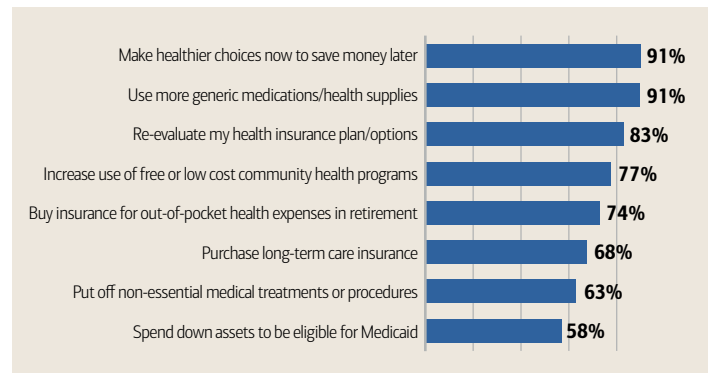 Make healthier choices now to save money later 91%
Use more generic medications/health supplies 91%
Re-evaluate my health insurance plan/options 83%
Increase use of free or low cost community health programs 77%
Buy insurance for out-of-pocket health expenses in retirement 74%
Purchase long-term care insurance 68%
Put off non-essential medical treatments or procedures 63%
Spend down assets to be eligible for Medicaid 58%